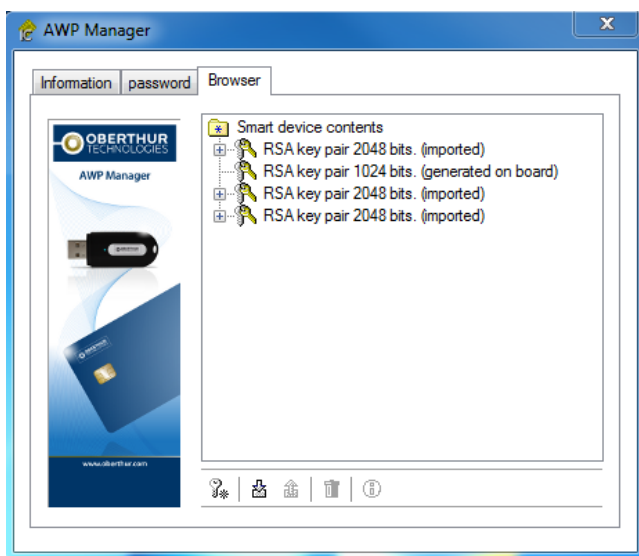 AWP Manager
Information
password
Browser
OBERTHUR
TECHNOLOGIES
AWP Manager
www.oberthur.com
Smart device contents
RSA key pair 2048 bits. (imported)
RSA key pair 1024 bits. (generated on board)
RSA key pair 2048 bits. (imported)
RSA key pair 2048 bits. (imported)